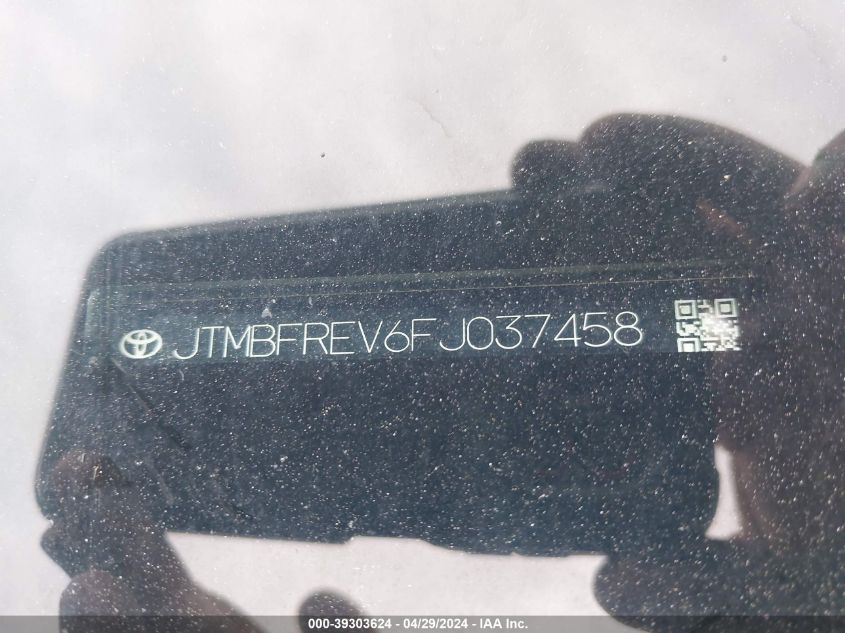 JTMBFREV6FJ037458
000-39303624 - 04/29/2024 - IAA Inc.